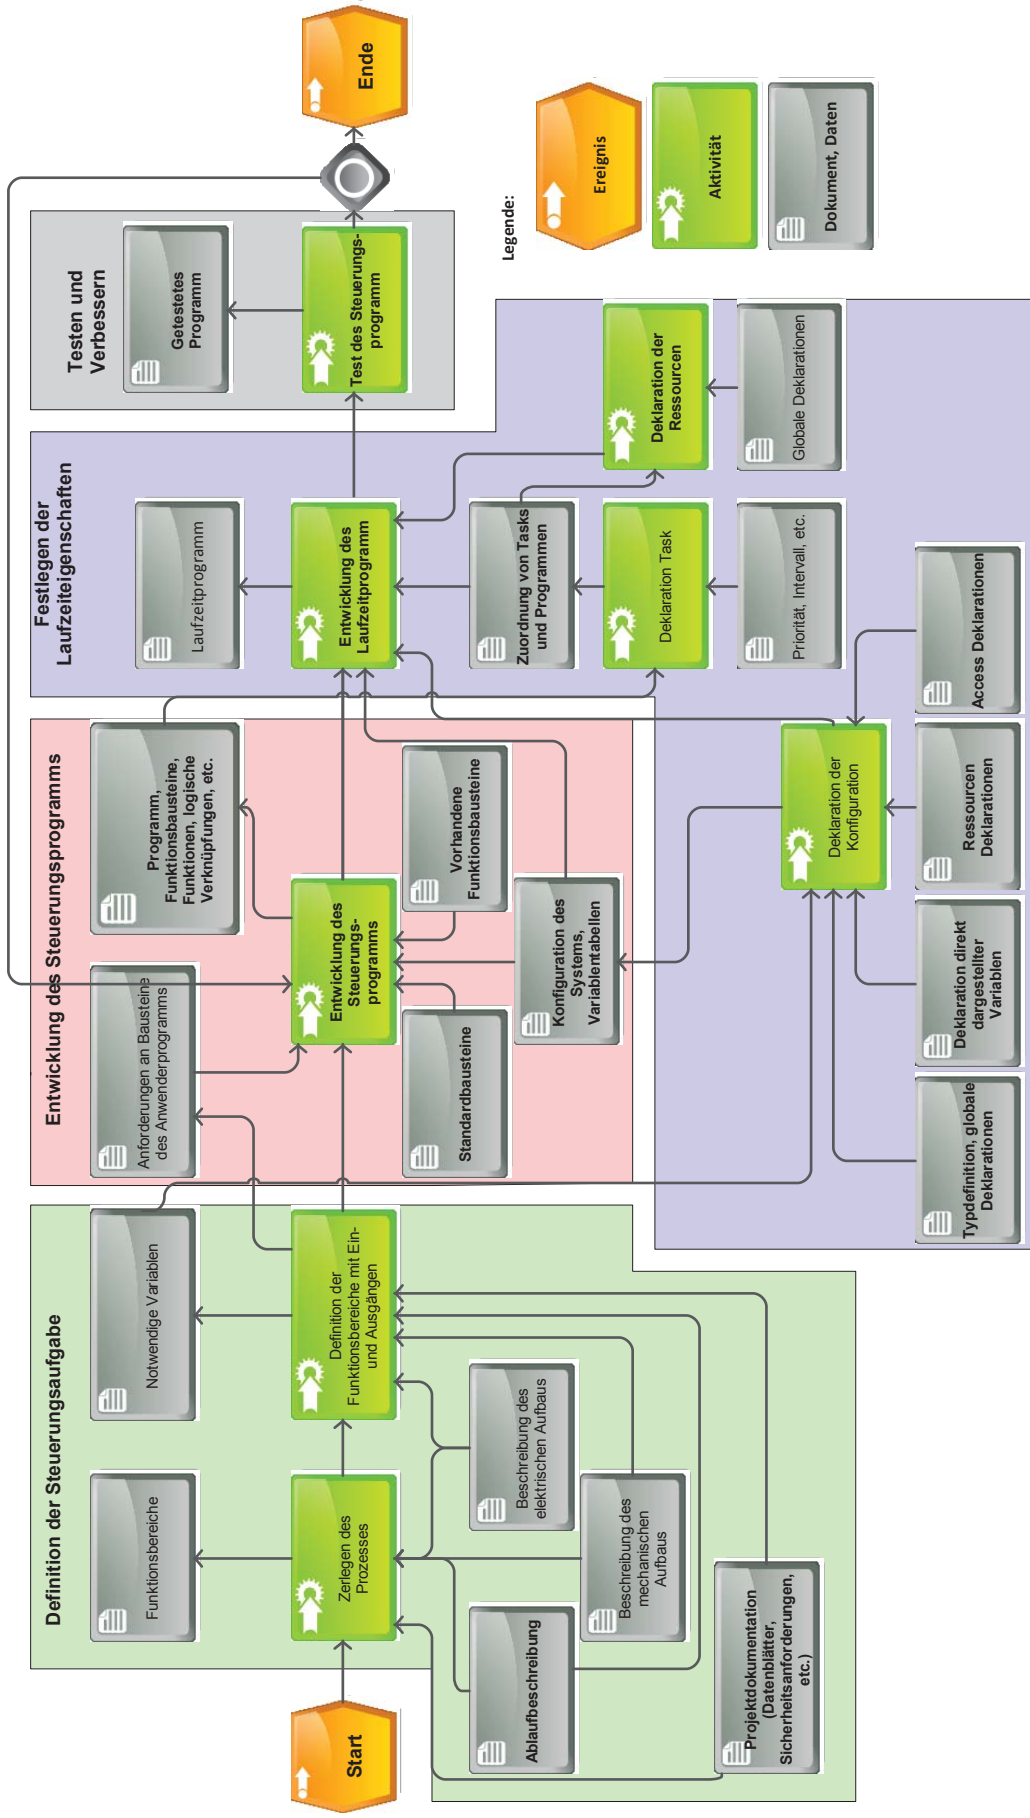 Definition der Steuerungsaufgabe
Funktionsbereiche
Notwendige Variablen
Start
Zerlegen des
Prozesses
Definition der
Funktionsbereiche mit Ein-
und Ausgängen
Ablaufbeschreibung
Beschreibung des
elektrischen Aufbaus
Beschreibung des
mechanischen
Aufbaus
Projektdokumentation
(Datenblätter,
Sicherheitsanforderungen,
etc.)
Entwicklung des Steuerungsprogramms
Anforderungen an Bausteine
des Anwenderprogramms
Programm,
Funktionsbausteine,
Funktionen, logische
Verknüpfungen, etc.
Entwicklung des
Steuerungs-
programms
Standardbausteine
Vorhandene
Funktionsbausteine
Konfiguration des
Systems,
Variablentabellen
Festlegen der
Laufzeiteigenschaften
Laufzeitprogramm
Entwicklung des
Laufzeitprogramm
Zuordnung von Tasks
und Programmen
Deklaration Task
Deklaration der
Ressourcen
Priorität, Intervall, etc.
Globale Deklarationen
Deklaration der
Konfiguration
Typdefinition, globale
Deklarationen
Deklaration direkt
dargestellter
Variablen
Ressourcen
Deklarationen
Access Deklarationen
Testen und
Verbessern
Getestetes
Programm
Test des Steuerungs-
programm
Ende
Legende:
Ereignis
Aktivität
Dokument, Daten